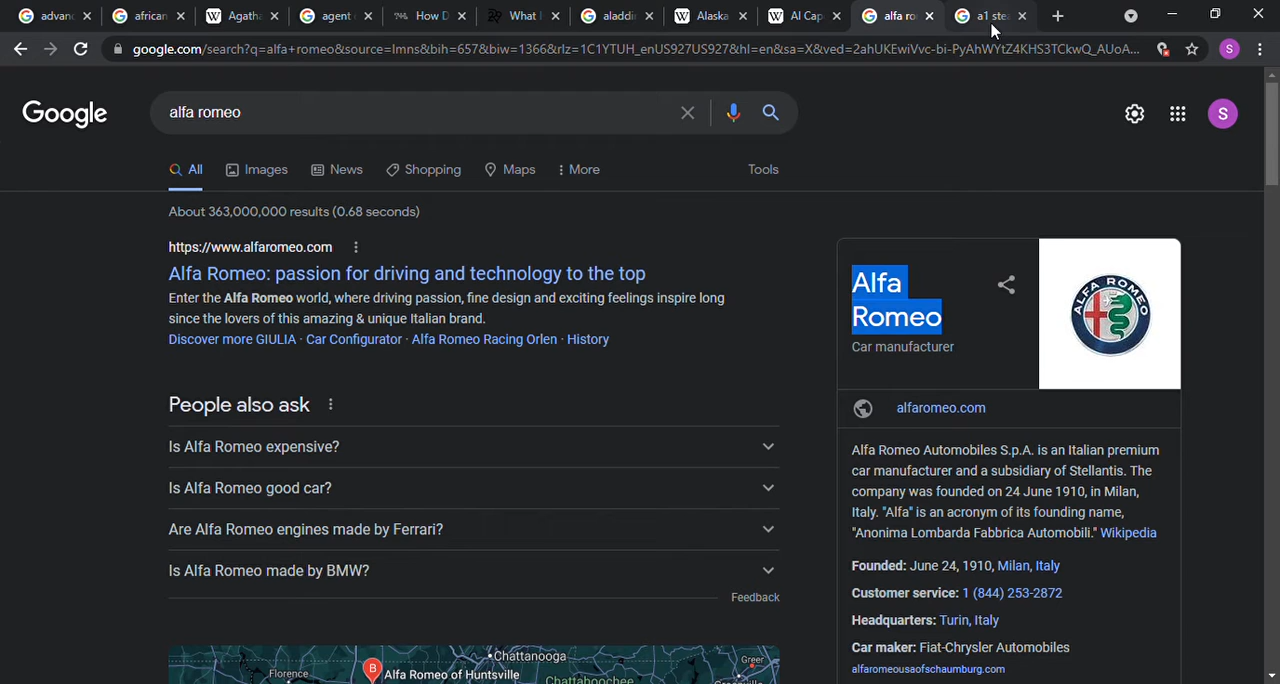 advanc
african
Agatha
agent
How D
What I
aladdi
Alaska
Al Cap
alfa ro
a1 stea
google.com/search?q=alfa+romeo&source=lmns&bih=657&biw=1366&rlz=1C1YTUH_enUS927US927&hl=en&sa=X&ved=2ahUKEwiVvc-bi-PyAhWYtZ4KHS3TCkwQ_AUoA...
S
Google
alfa romeo
S
All
Images
News
Shopping
Maps
More
Tools
About 363,000,000 results (0.68 seconds)
https://www.alfaromeo.com
Alfa Romeo: passion for driving and technology to the top
Enter the Alfa Romeo world, where driving passion, fine design and exciting feelings inspire long
since the lovers of this amazing & unique Italian brand.
Discover more GIULIA · Car Configurator · Alfa Romeo Racing Orlen · History
People also ask
Is Alfa Romeo expensive?
Is Alfa Romeo good car?
Are Alfa Romeo engines made by Ferrari?
Is Alfa Romeo made by BMW?
Feedback
Chattanooga
Florence
B
Alfa Romeo of Huntsville
Chattahoochee
Greer
Alfa
Romeo
Car manufacturer
ALFA ROMEO
alfaromeo.com
Alfa Romeo Automobiles S.p.A. is an Italian premium
car manufacturer and a subsidiary of Stellantis. The
company was founded on 24 June 1910, in Milan,
Italy. "Alfa" is an acronym of its founding name,
"Anonima Lombarda Fabbrica Automobili." Wikipedia
Founded: June 24, 1910, Milan, Italy
Customer service: 1 (844) 253-2872
Headquarters: Turin, Italy
Car maker: Fiat-Chrysler Automobiles
alfaromeousaofschaumburg.com